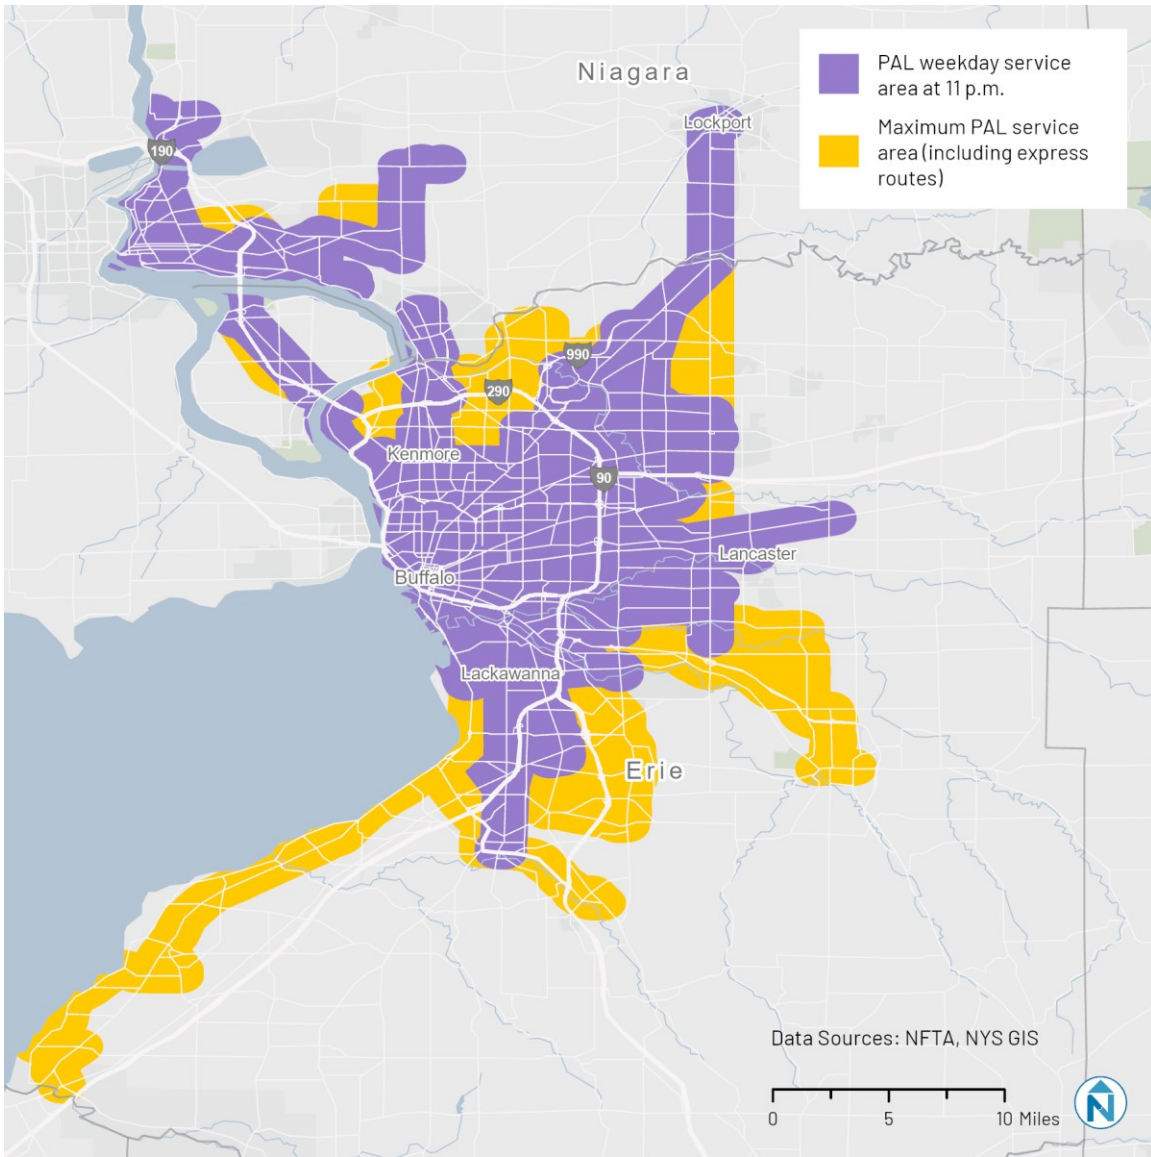 Niagara
PAL weekday service
area at 11 p.m.
Maximum PAL service
area (including express
routes)
Lockport
190
990
290
Kenmore
90
Lancaster
Buffalo
Lackawanna
Erie
Data Sources: NFTA, NYS GIS
0 5 10 Miles
N